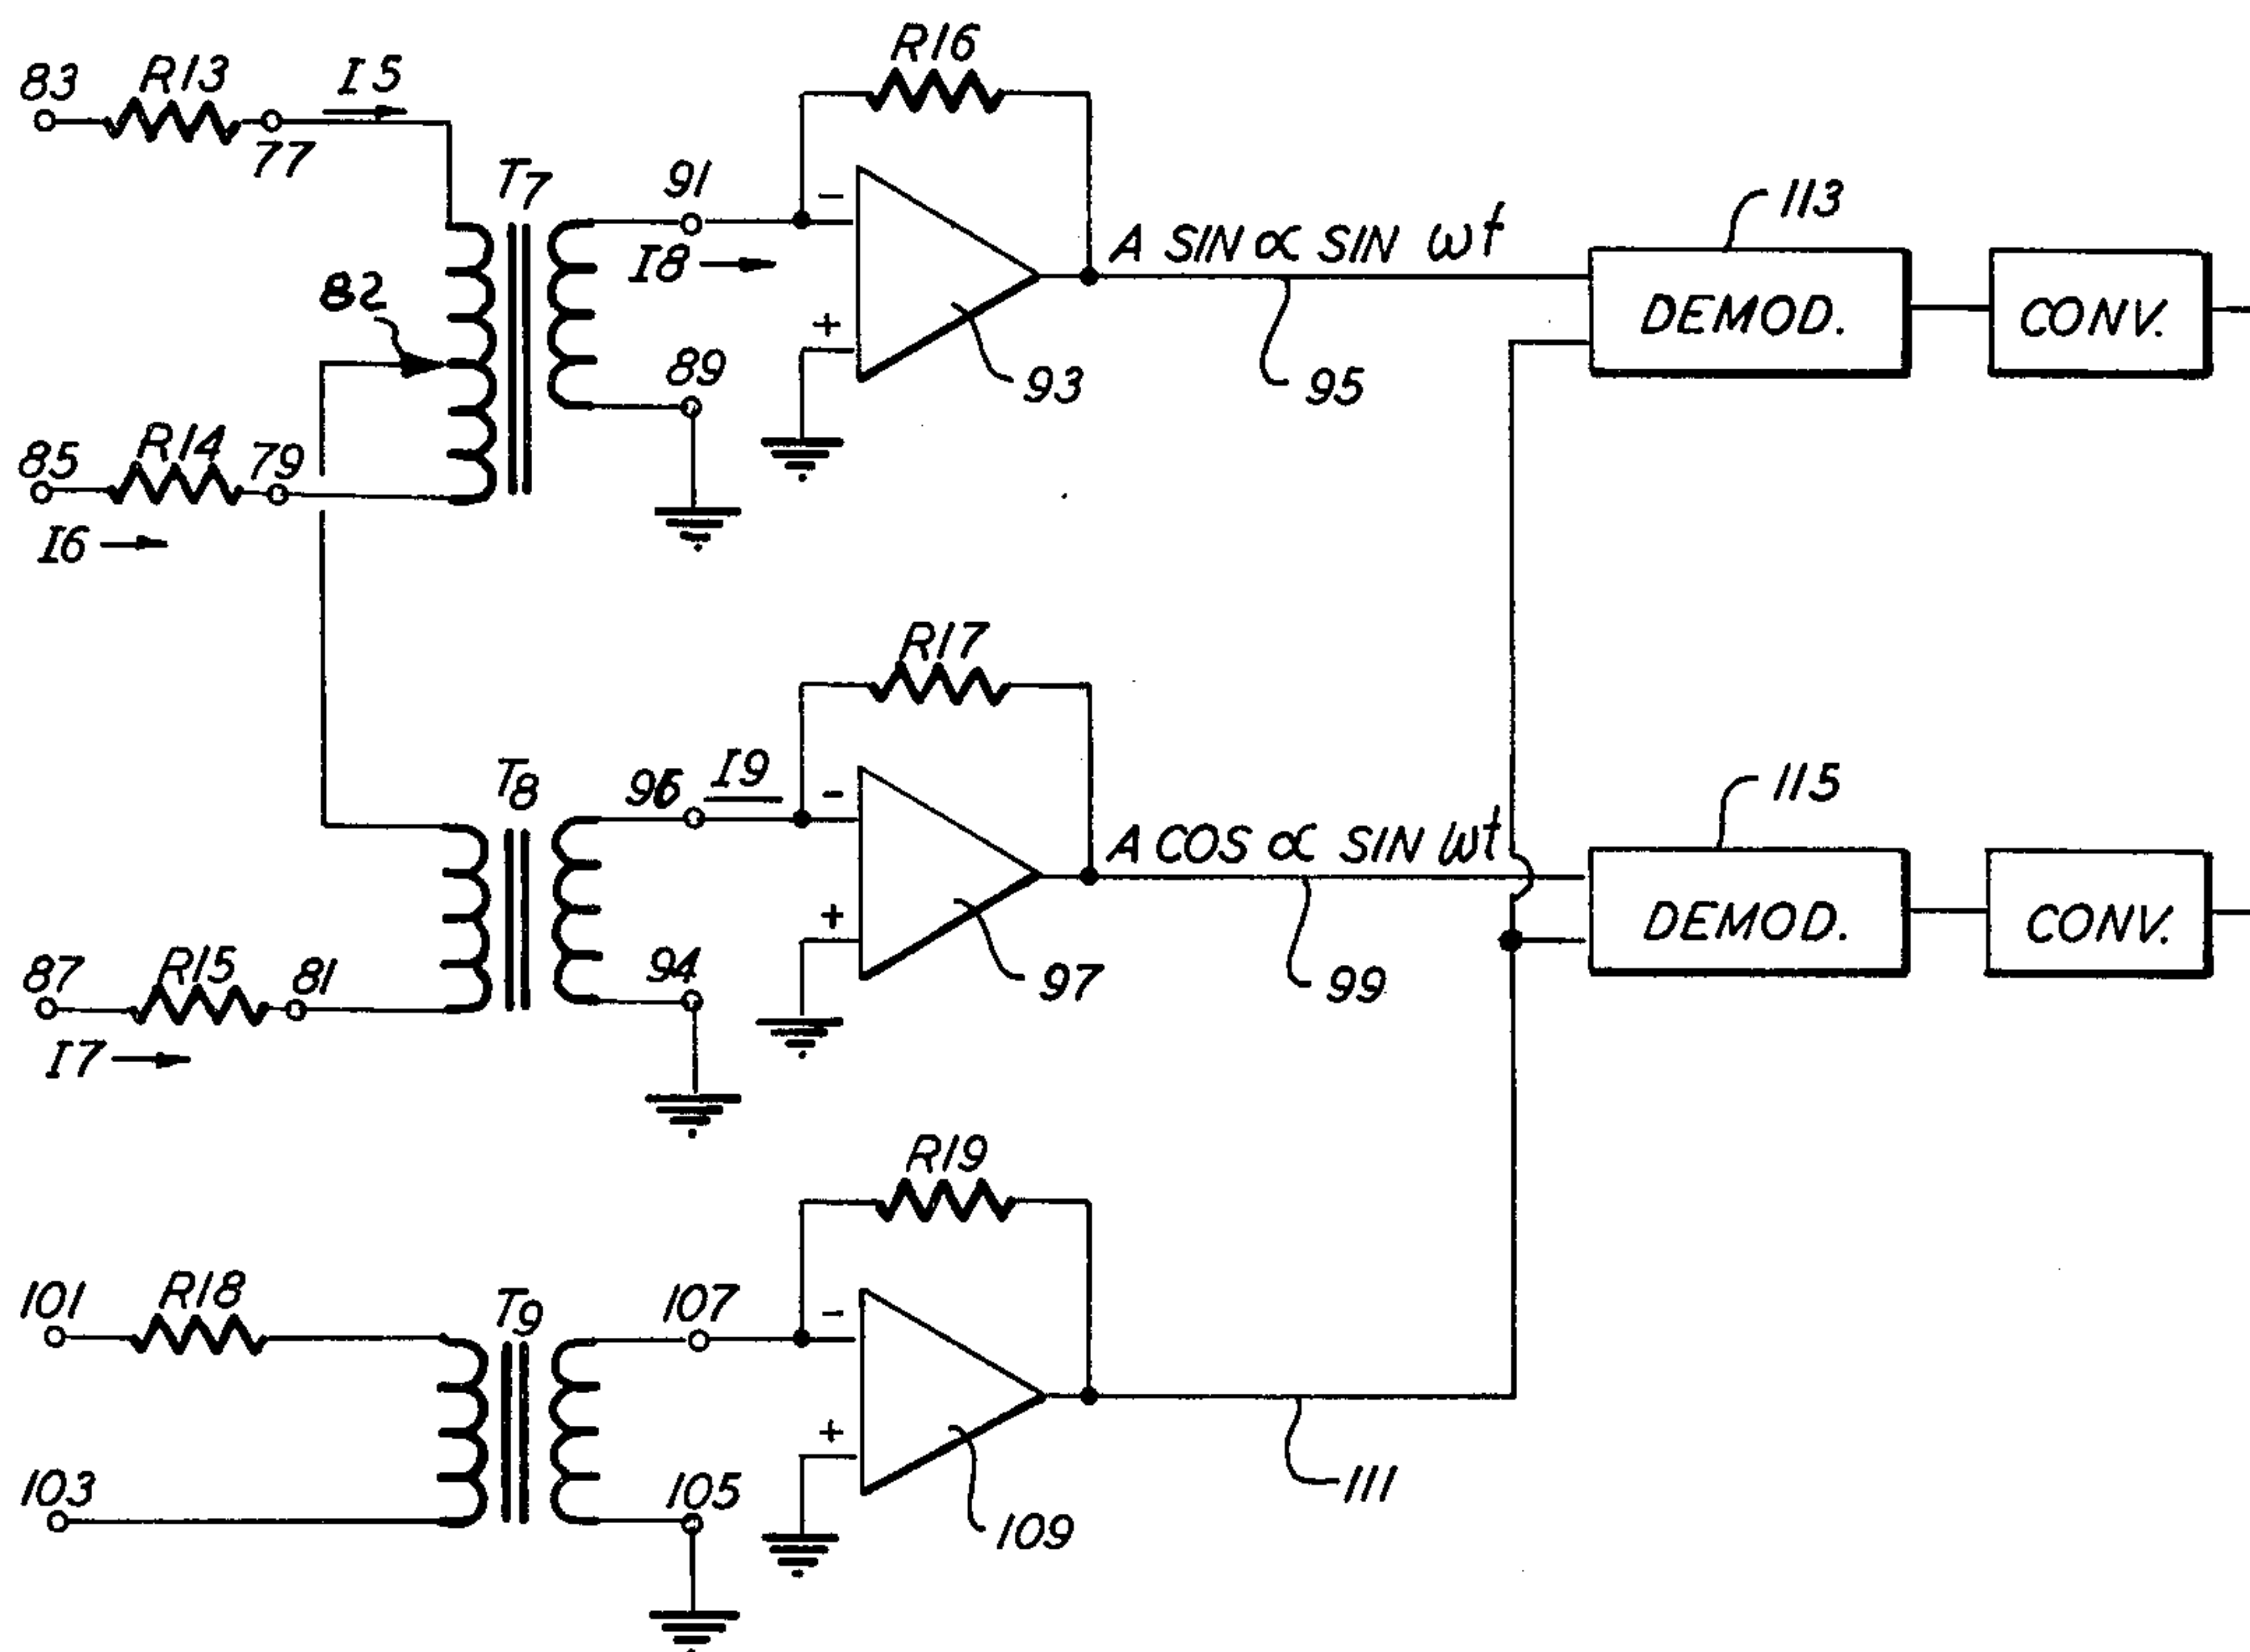 R16
83 R13 I5
77
T7
91
I8
-
+
93
A SIN ∝ SIN ωt
95
113
DEMOD.
CONV.
82
89
85 R14 79
I6
R17
T8
96 I9
-
+
97
A COS ∝ SIN ωt
99
115
DEMOD.
CONV.
94
87 R15 81
I7
R19
101 R18
T9
107
-
+
109
111
103
105